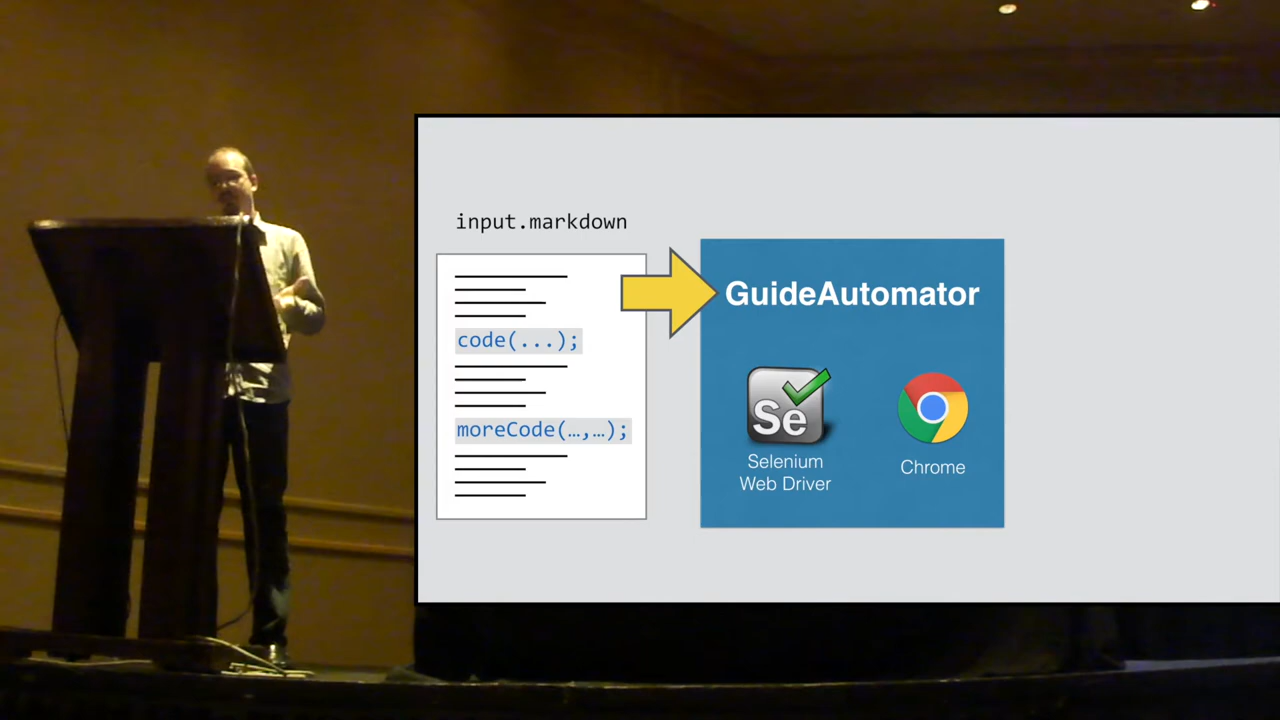 input.markdown
code(...);
moreCode(…,…);
GuideAutomator
Se
Selenium
Web Driver
Chrome